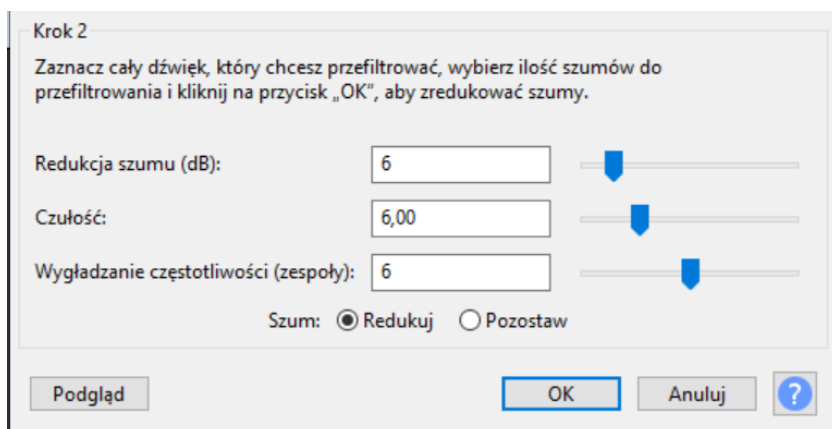 Krok 2
Zaznacz cały dźwięk, który chcesz przefiltrować, wybierz ilość szumów do
przefiltrowania i kliknij na przycisk „OK”, aby zredukować szumy.
Redukcja szumu (dB): 6
Czułość: 6,00
Wygładzanie częstotliwości (zespoły): 6
Szum: Redukuj Pozostaw
Podgląd OK Anuluj ?